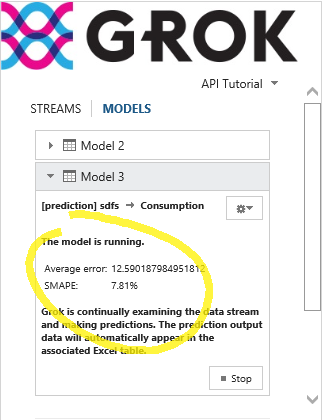 GROK
API Tutorial
STREAMS MODELS
Model 2
Model 3
[prediction] sdfs → Consumption
The model is running.
Average error: 12.590187984951812
SMAPE: 7.81%
Grok is continually examining the data stream
and making predictions. The prediction output
data will automatically appear in the
associated Excel table.
Stop